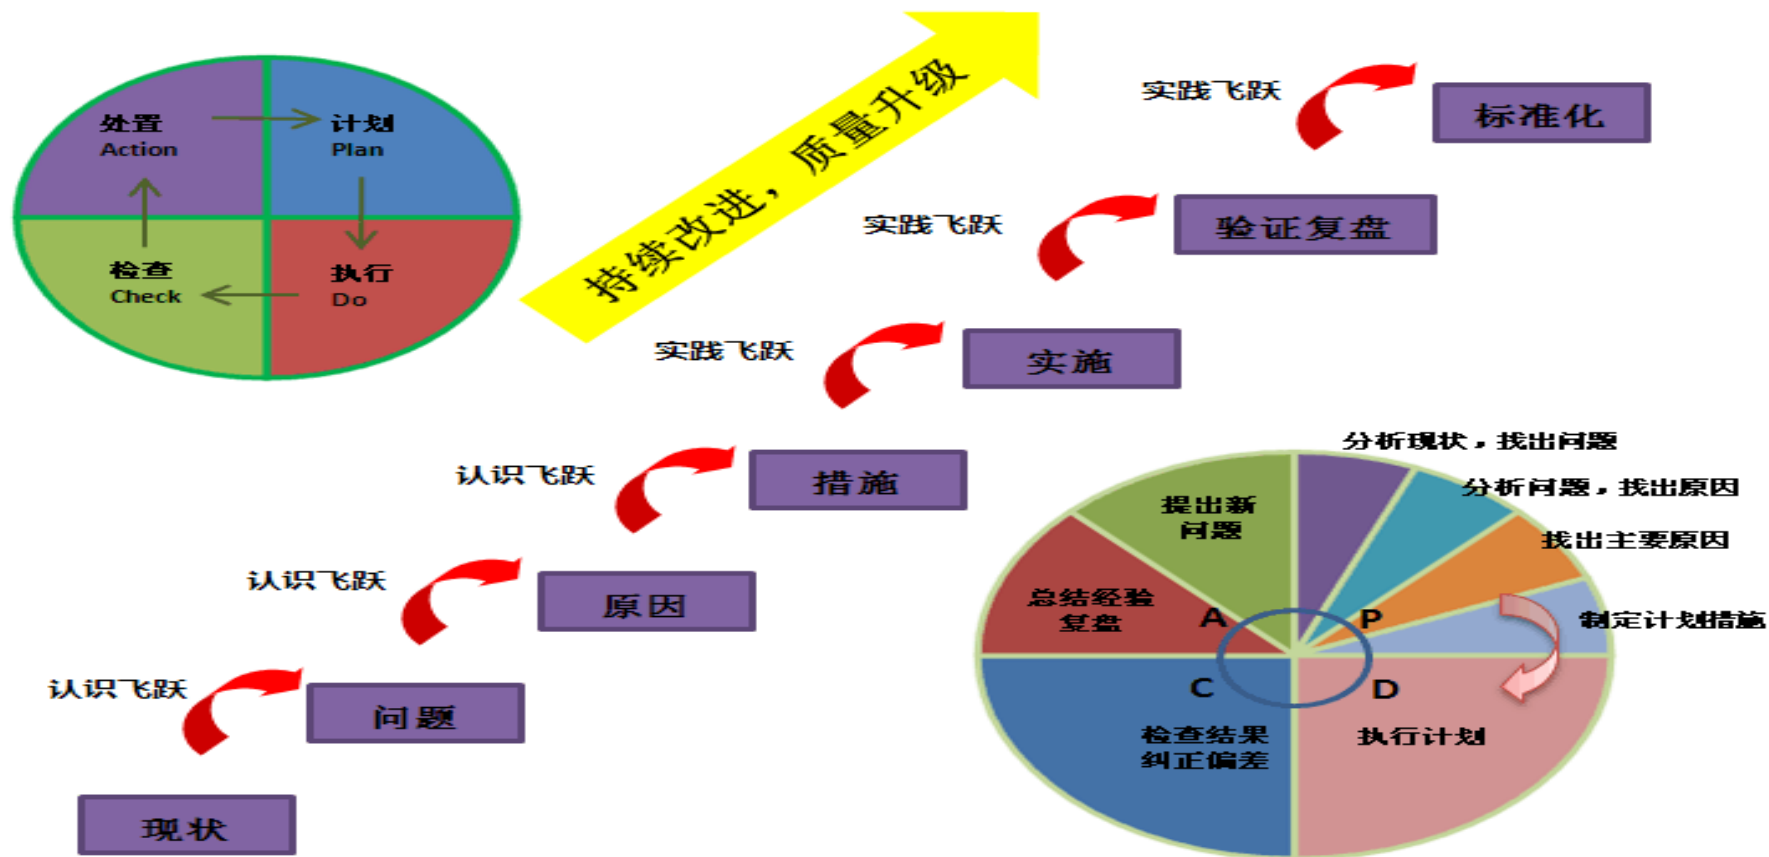 处置
Action
计划
Plan
检查
Check
执行
Do
持续改进，质量升级
实践飞跃
标准化
实践飞跃
验证复盘
实践飞跃
实施
认识飞跃
措施
认识飞跃
原因
认识飞跃
问题
现状
分析现状，找出问题
分析问题，找出原因
找出主要原因
制定计划措施
提出新
问题
总结经验
复盘
A
P
C
D
检查结果
纠正偏差
执行计划